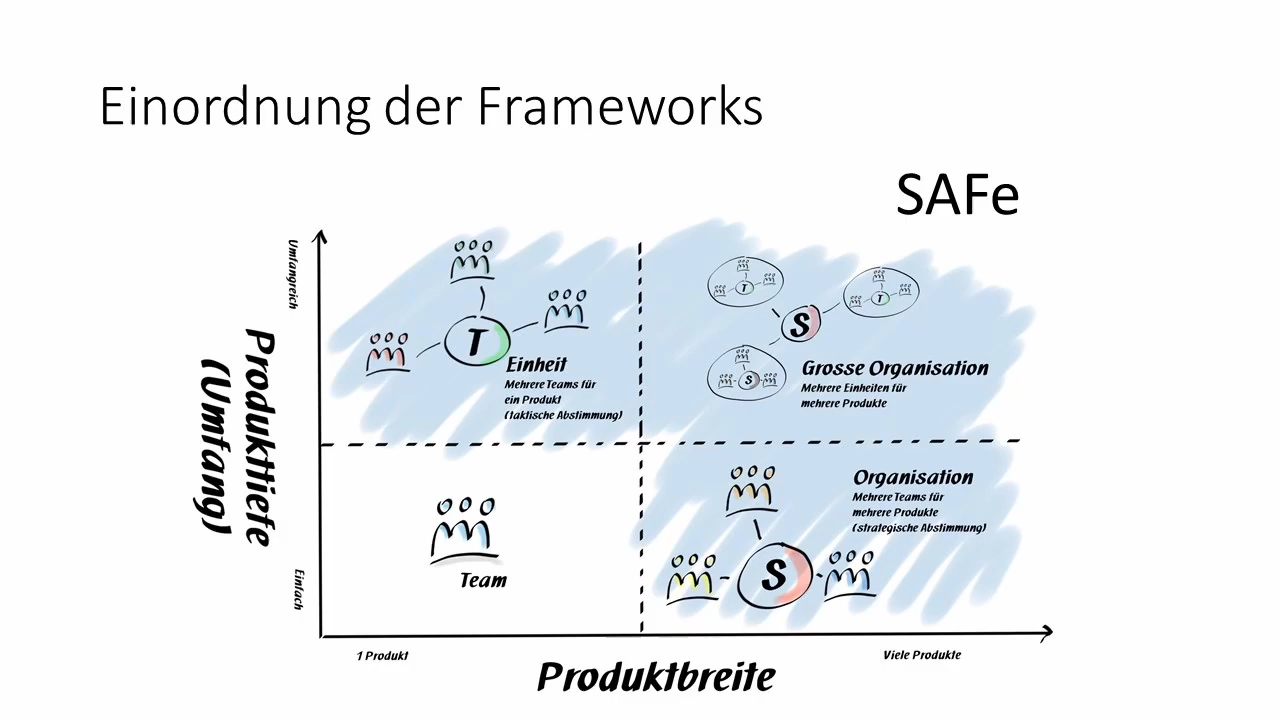 Einordnung der Frameworks
SAFe
Umfangreich
Produkttiefe
(Umfang)
Einfach
T
Einheit
Mehrere Teams für
ein Produkt
(taktische Abstimmung)
T
T
S
S
Grosse Organisation
Mehrere Einheiten für
mehrere Produkte
Team
Organisation
Mehrere Teams für
mehrere Produkte
(strategische Abstimmung)
S
1 Produkt
Viele Produkte
Produktbreite